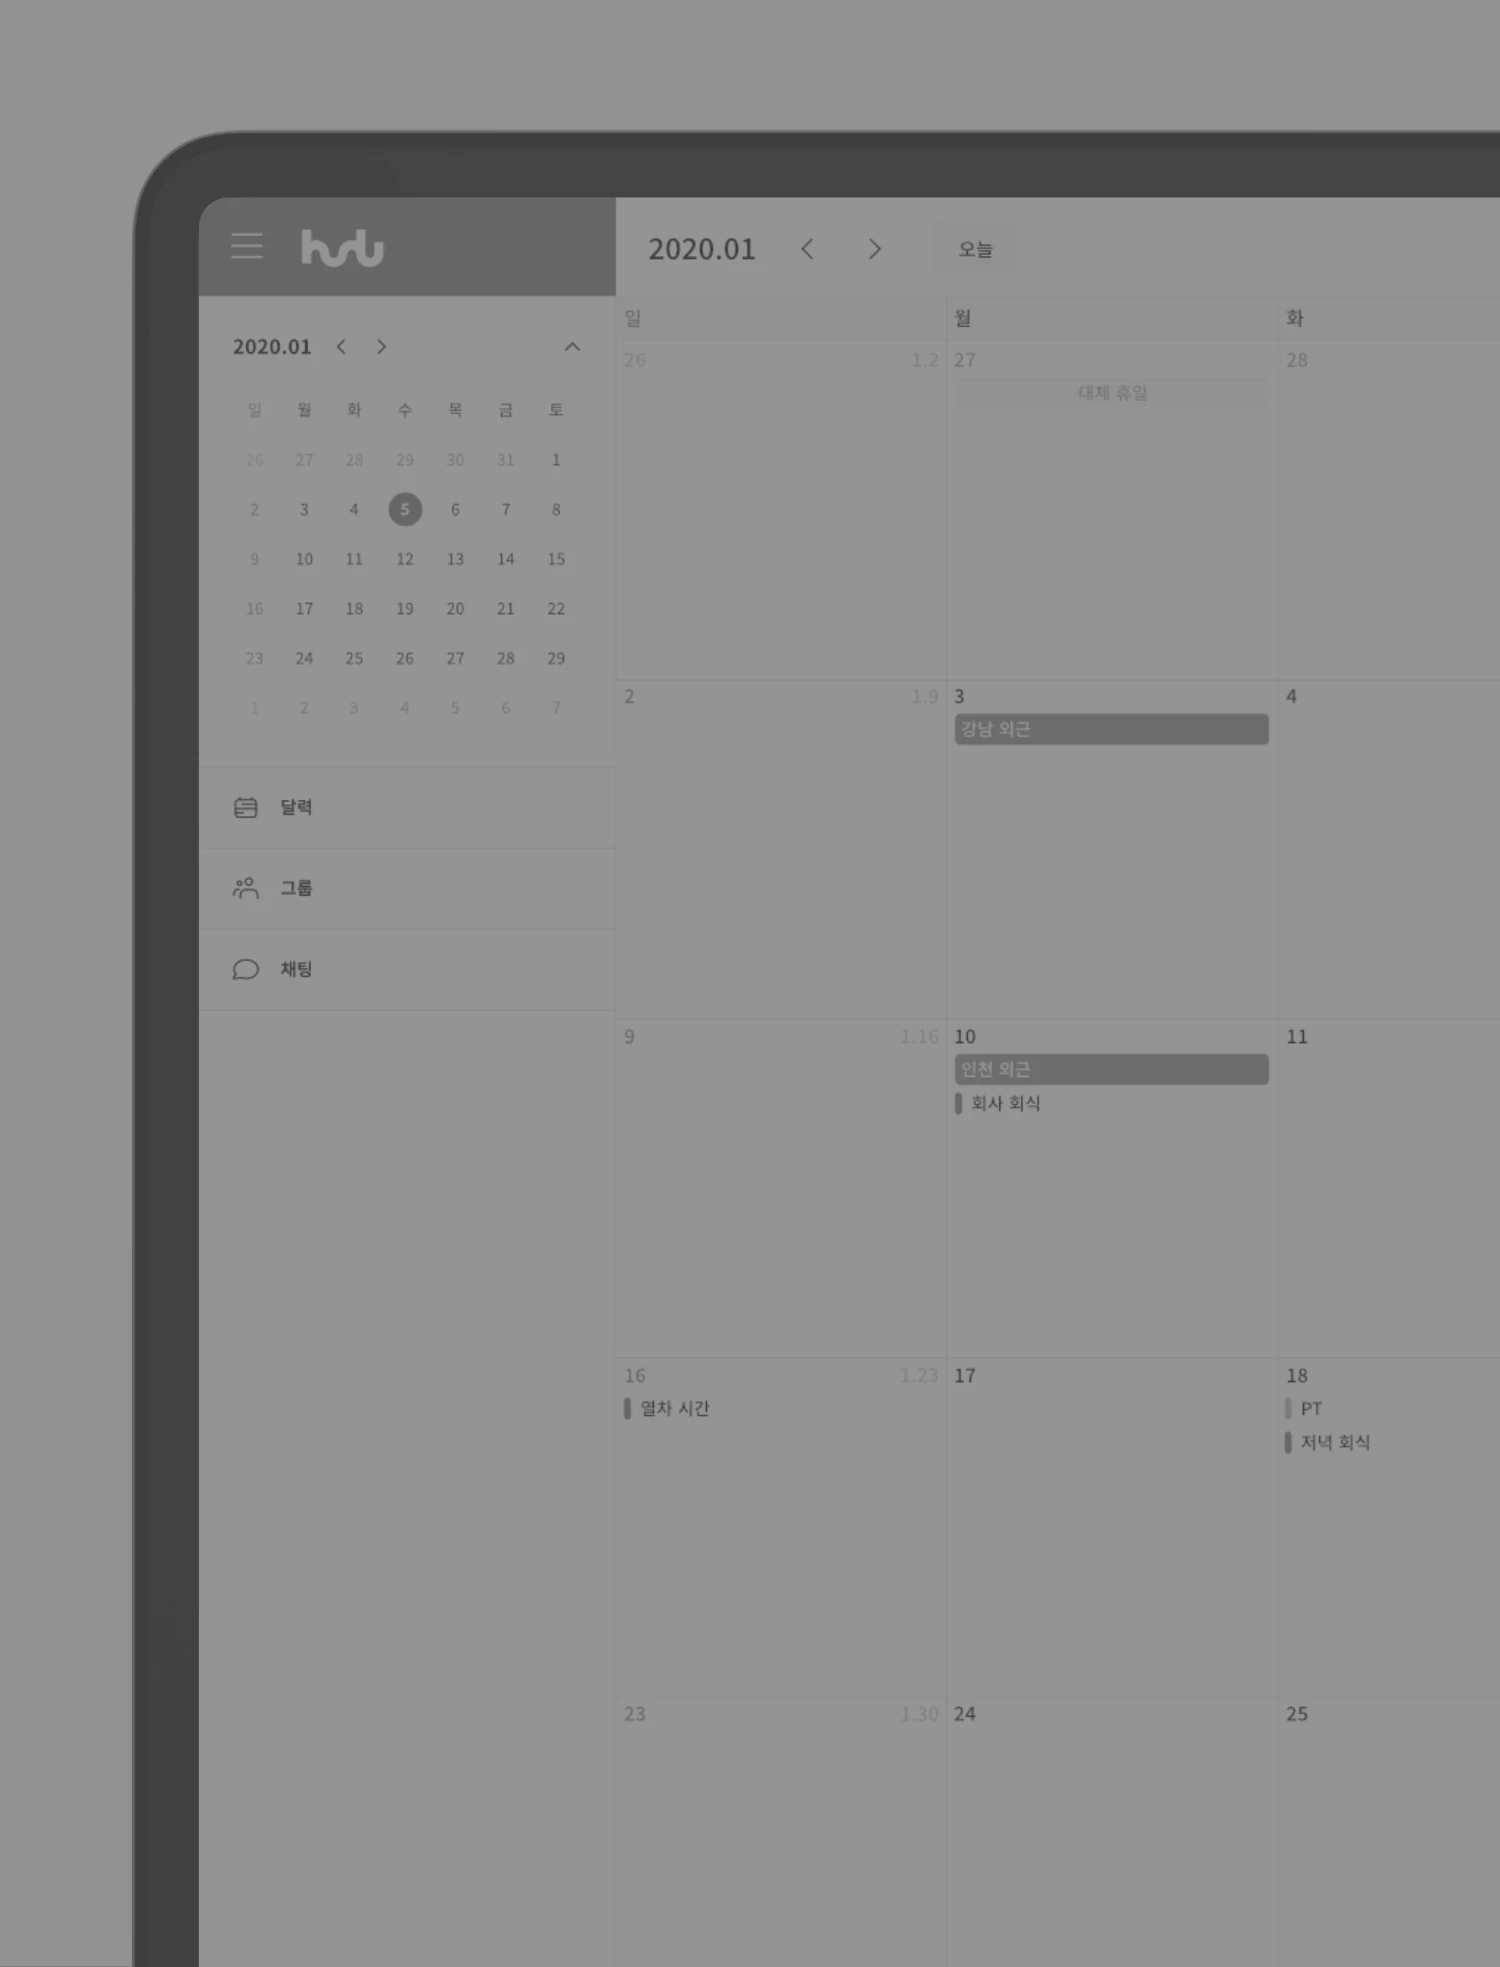 hudu
2020.01
일 월 화 수 목 금 토
26 27 28 29 30 31 1
2 3 4 5 6 7 8
9 10 11 12 13 14 15
16 17 18 19 20 21 22
23 24 25 26 27 28 29
1 2 3 4 5 6 7
달력
그룹
채팅
2020.01 오늘
일 월 화
26 1.2 27 28
대체 휴일
2 1.9 3 4
강남 외근
9 1.16 10 11
인천 외근
회사 회식
16 1.23 17 18
열차 시간 PT
저녁 회식
23 1.30 24 25